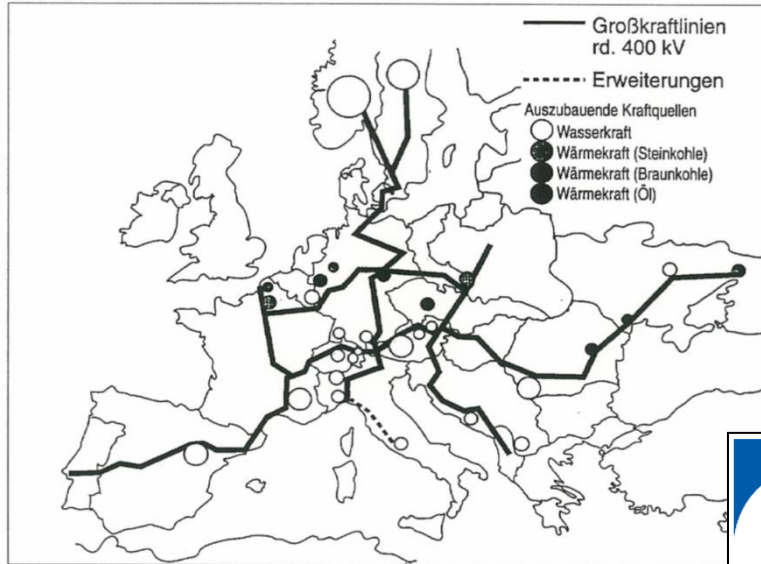 Großkraftlinien
rd. 400 kV
Erweiterungen
Auszubauende Kraftquellen
Wasserkraft
Wärmekraft (Steinkohle)
Wärmekraft (Braunkohle)
Wärmekraft (Öl)